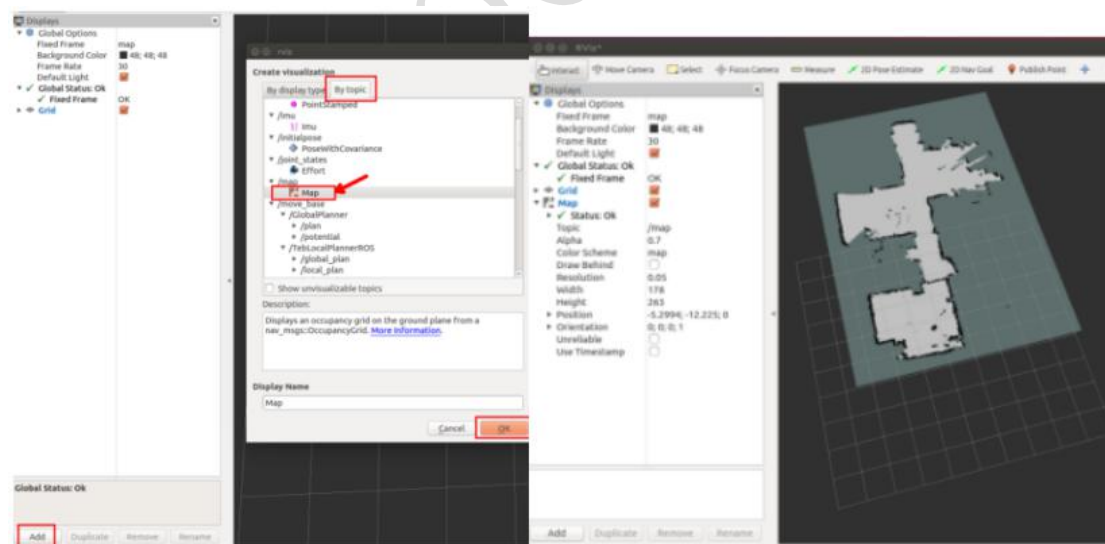 Displays
Global Options
Fixed Frame map
Background Color 48; 48; 48
Frame Rate 30
Default Light
Global Status: Ok
Fixed Frame OK
Grid
Global Status: Ok
Add Duplicate Remove Rename
rviz
Create visualization
By display type By topic
PointStamped
/imu
Imu
/initialpose
PoseWithCovariance
/joint_states
Effort
/map
Map
/move_base
/GlobalPlanner
/plan
/potential
/TebLocalPlannerROS
/global_plan
/local_plan
Show unvisualizable topics
Description:
Displays an occupancy grid on the ground plane from a
nav_msgs::OccupancyGrid. More Information.
Display Name
Map
Cancel OK
RViz*
Interact Move Camera Select Focus Camera Measure 2D Pose Estimate 2D Nav Goal Publish Point
Displays
Global Options
Fixed Frame map
Background Color 48; 48; 48
Frame Rate 30
Default Light
Global Status: Ok
Fixed Frame OK
Grid
Map
Status: Ok
Topic /map
Alpha 0.7
Color Scheme map
Draw Behind
Resolution 0.05
Width 178
Height 263
Position -5.2994; -12.225; 0
Orientation 0; 0; 0; 1
Unreliable
Use Timestamp
Add Duplicate Remove Rename